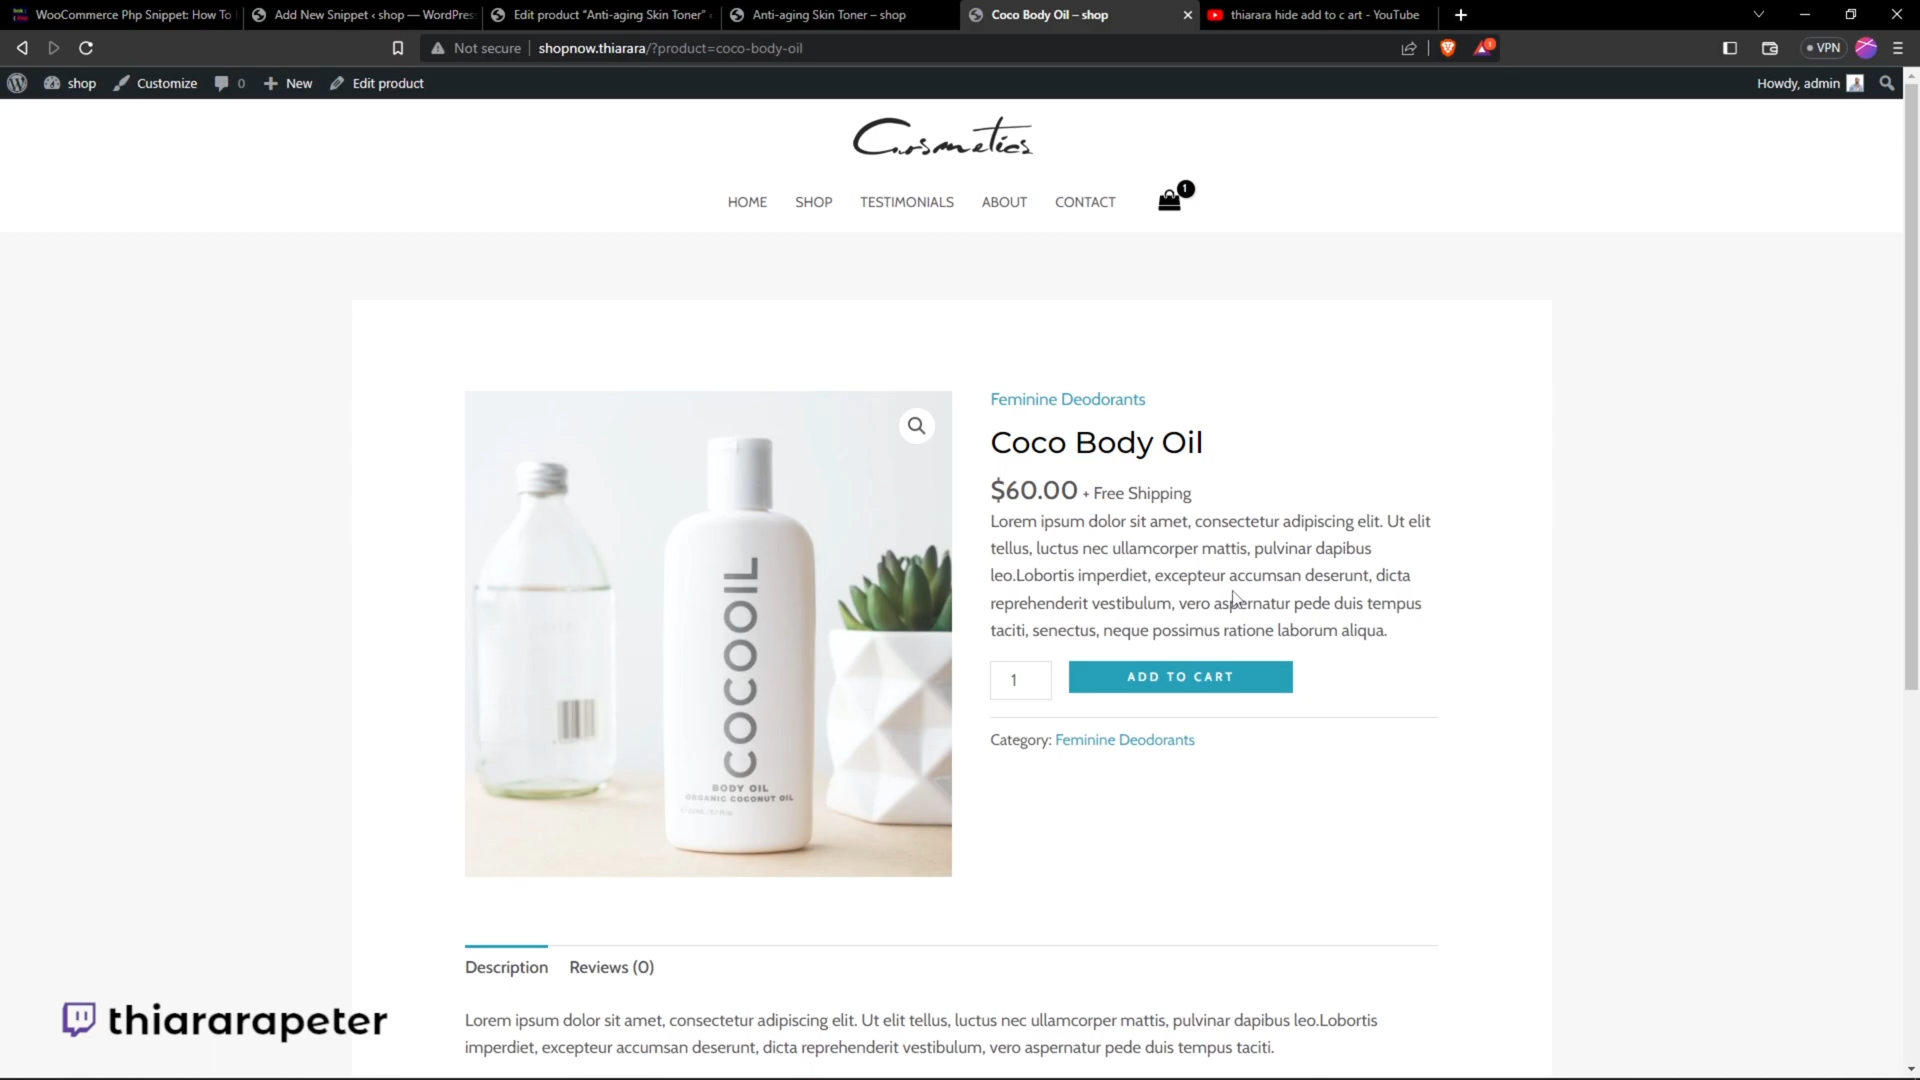 WooCommerce Php Snippet: How To
Add New Snippet ‹ shop — WordPres
Edit product "Anti-aging Skin Toner" ‹
Anti-aging Skin Toner – shop
Coco Body Oil – shop
thiarara hide add to c art - YouTube
Not secure
shopnow.thiarara/?product=coco-body-oil
1
VPN
shop
Customize
0
New
Edit product
Howdy, admin
Cosmetics
HOME
SHOP
TESTIMONIALS
ABOUT
CONTACT
1
Feminine Deodorants
Coco Body Oil
$60.00 + Free Shipping
Lorem ipsum dolor sit amet, consectetur adipiscing elit. Ut elit
tellus, luctus nec ullamcorper mattis, pulvinar dapibus
leo.Lobortis imperdiet, excepteur accumsan deserunt, dicta
reprehenderit vestibulum, vero aspernatur pede duis tempus
taciti, senectus, neque possimus ratione laborum aliqua.
1
ADD TO CART
Category: Feminine Deodorants
COCOOIL
BODY OIL
ORGANIC COCONUT OIL
Description
Reviews (0)
Lorem ipsum dolor sit amet, consectetur adipiscing elit. Ut elit tellus, luctus nec ullamcorper mattis, pulvinar dapibus leo.Lobortis
imperdiet, excepteur accumsan deserunt, dicta reprehenderit vestibulum, vero aspernatur pede duis tempus taciti.
thiararapeter